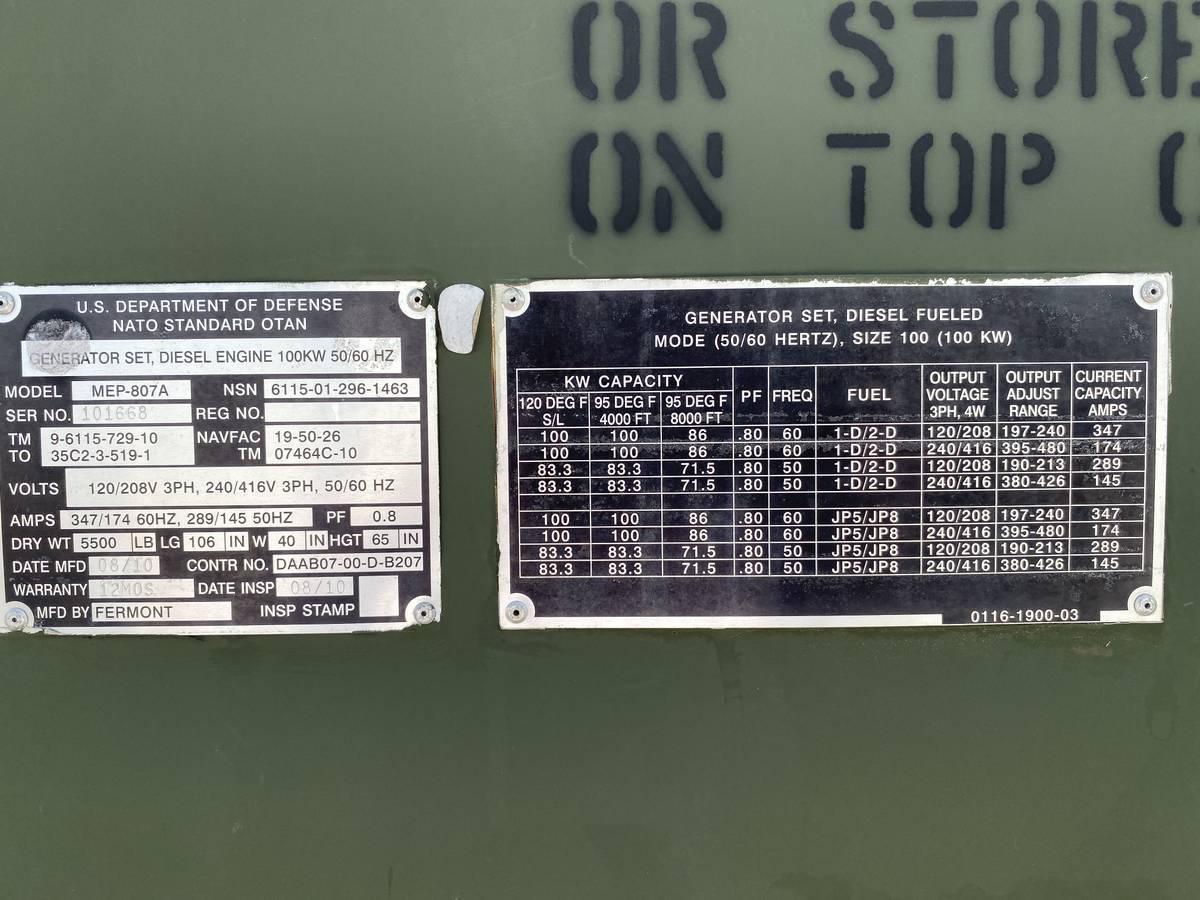 OR STORE
ON TOP
U.S. DEPARTMENT OF DEFENSE
NATO STANDARD OTAN
GENERATOR SET, DIESEL ENGINE 100KW 50/60 HZ
MODEL MEP-807A NSN 6115-01-296-1463
SER NO. 101668 REG NO.
TM 9-6115-729-10 NAVFAC 19-50-26
TO 35C2-3-519-1 TM 07464C-10
VOLTS 120/208V 3PH, 240/416V 3PH, 50/60 HZ
AMPS 347/174 60HZ, 289/145 50HZ PF 0.8
DRY WT 5500 LB LG 106 IN W 40 IN HGT 65 IN
DATE MFD 08/10 CONTR NO. DAAB07-00-D-B207
WARRANTY 12MOS DATE INSP 08/10
MFD BY FERMONT INSP STAMP
GENERATOR SET, DIESEL FUELED
MODE (50/60 HERTZ), SIZE 100 (100 KW)
KW CAPACITY PF FREQ FUEL OUTPUT VOLTAGE 3PH, 4W OUTPUT ADJUST RANGE CURRENT CAPACITY AMPS
120 DEG F S/L 95 DEG F 4000 FT 95 DEG F 8000 FT
100 100 86 .80 60 1-D/2-D 120/208 197-240 347
100 100 86 .80 60 1-D/2-D 240/416 395-480 174
83.3 83.3 71.5 .80 50 1-D/2-D 120/208 190-213 289
83.3 83.3 71.5 .80 50 1-D/2-D 240/416 380-426 145
100 100 86 .80 60 JP5/JP8 120/208 197-240 347
100 100 86 .80 60 JP5/JP8 240/416 395-480 174
83.3 83.3 71.5 .80 50 JP5/JP8 120/208 190-213 289
83.3 83.3 71.5 .80 50 JP5/JP8 240/416 380-426 145
0116-1900-03